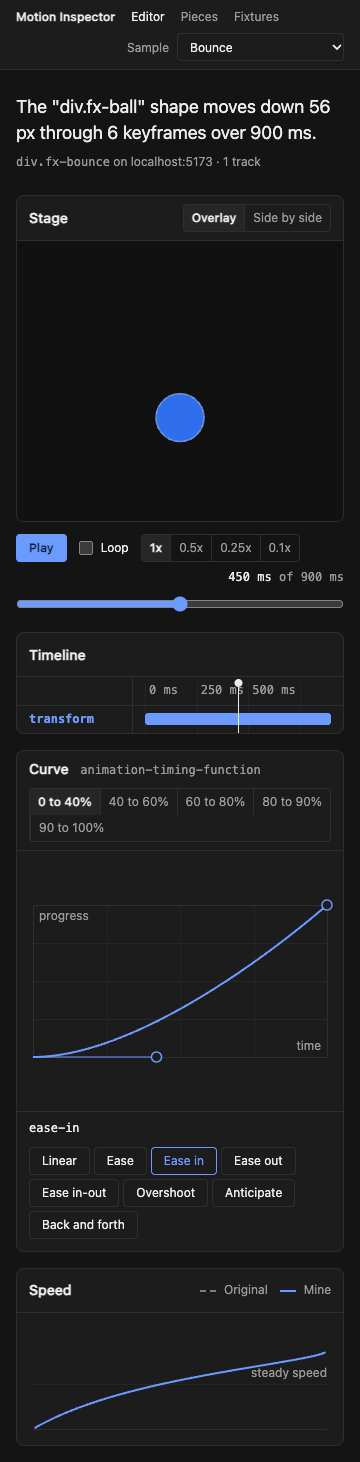 Motion Inspector Editor Pieces Fixtures
Sample Bounce
The "div.fx-ball" shape moves down 56
px through 6 keyframes over 900 ms.
div.fx-bounce on localhost:5173 · 1 track
Stage Overlay Side by side
Play Loop 1x 0.5x 0.25x 0.1x
450 ms of 900 ms
Timeline
0 ms 250 ms 500 ms
transform
Curve animation-timing-function
0 to 40% 40 to 60% 60 to 80% 80 to 90%
90 to 100%
progress
time
ease-in
Linear Ease Ease in Ease out
Ease in-out Overshoot Anticipate
Back and forth
Speed Original Mine
steady speed